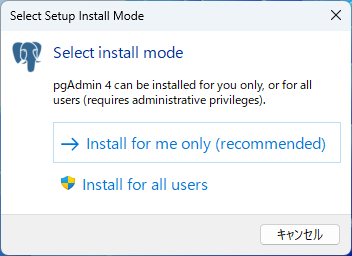 Select Setup Install Mode
Select install mode
pgAdmin 4 can be installed for you only, or for all
users (requires administrative privileges).
Install for me only (recommended)
Install for all users
キャンセル